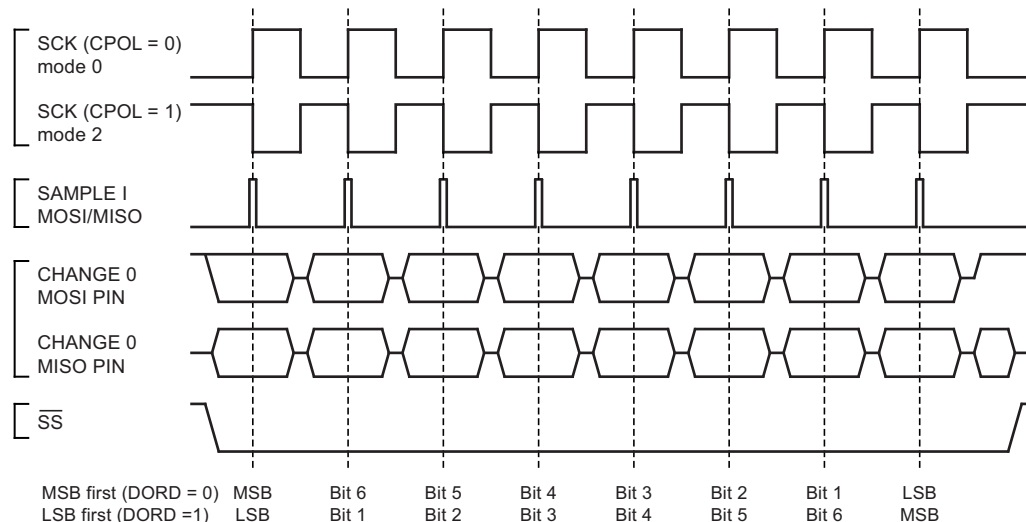 SCK (CPOL = 0)
mode 0
SCK (CPOL = 1)
mode 2
SAMPLE I
MOSI/MISO
CHANGE 0
MOSI PIN
CHANGE 0
MISO PIN
SS
MSB first (DORD = 0) MSB Bit 6 Bit 5 Bit 4 Bit 3 Bit 2 Bit 1 LSB
LSB first (DORD =1) LSB Bit 1 Bit 2 Bit 3 Bit 4 Bit 5 Bit 6 MSB